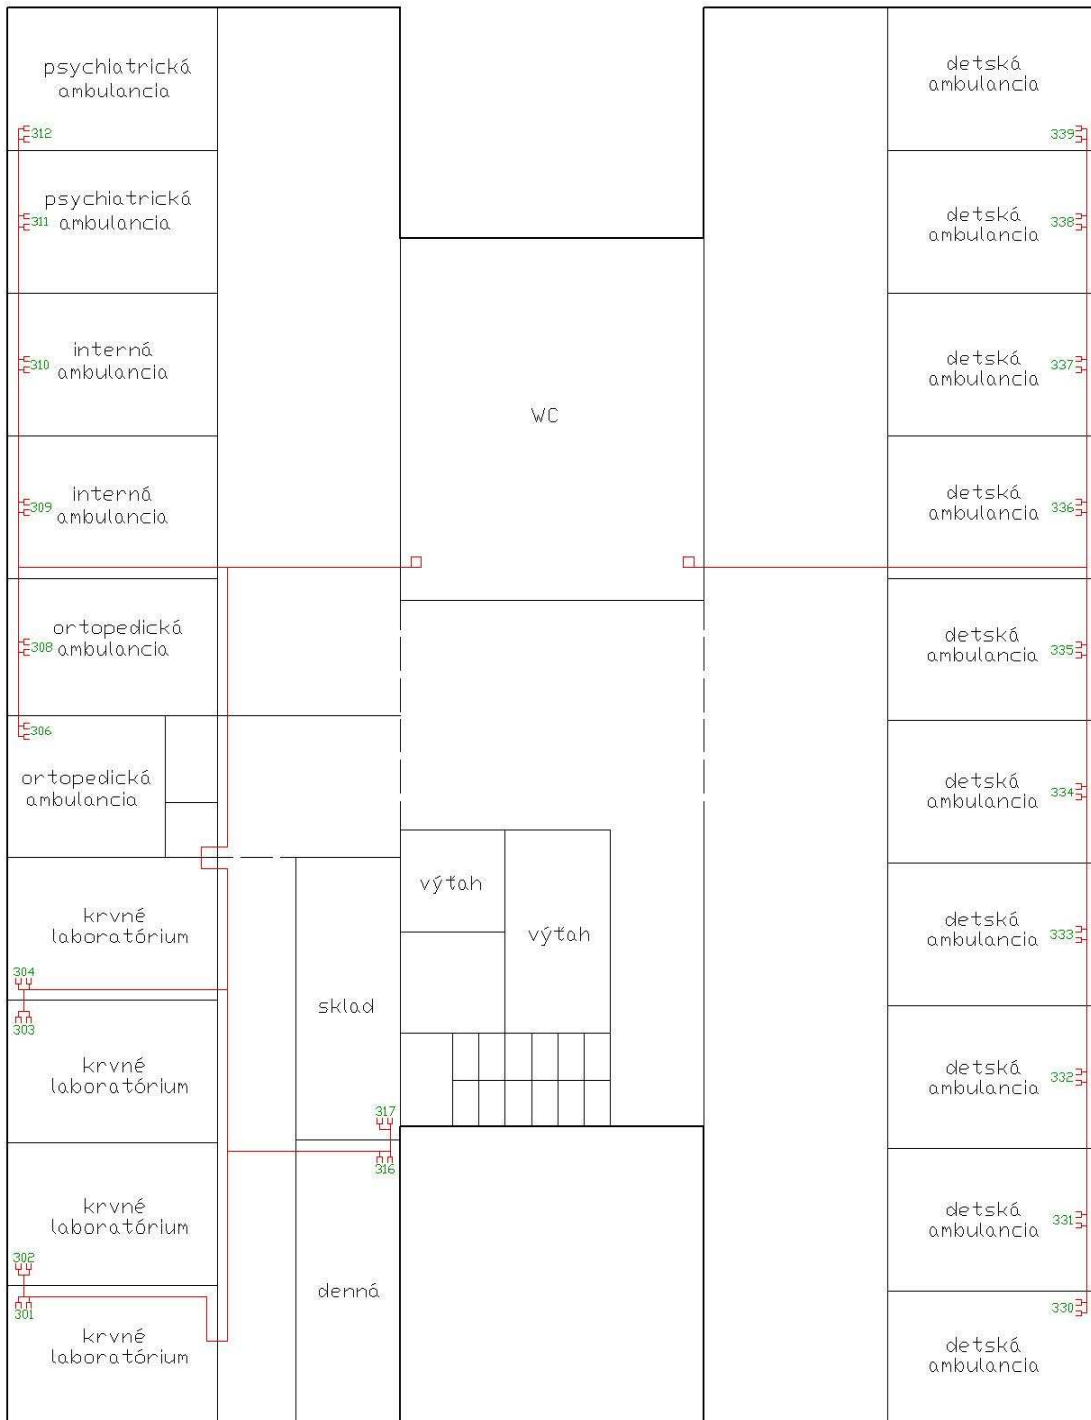 psychiatrická
ambulancia
312
psychiatrická
ambulancia
311
interná
ambulancia
310
interná
ambulancia
309
ortopedická
ambulancia
308
306
ortopedická
ambulancia
krvné
laboratórium
304
303
krvné
laboratórium
krvné
laboratórium
302
301
krvné
laboratórium
WC
výťah
výťah
sklad
317
316
denná
detská
ambulancia
339
detská
ambulancia
338
detská
ambulancia
337
detská
ambulancia
336
detská
ambulancia
335
detská
ambulancia
334
detská
ambulancia
333
detská
ambulancia
332
detská
ambulancia
331
330
detská
ambulancia